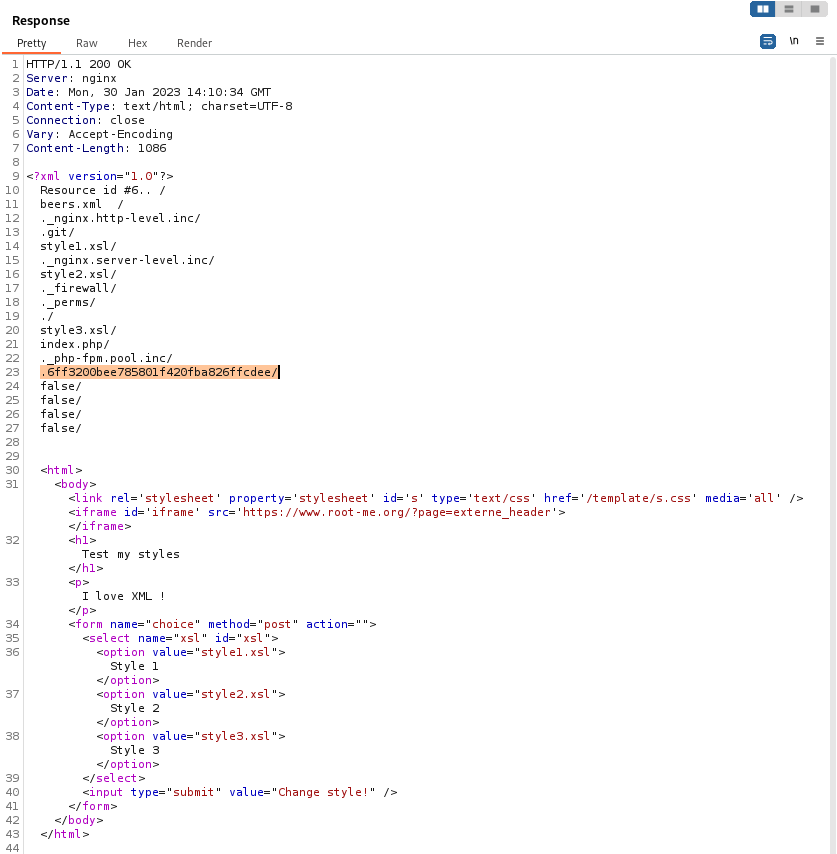 Response
Pretty Raw Hex Render \n
1 HTTP/1.1 200 OK
2 Server: nginx
3 Date: Mon, 30 Jan 2023 14:10:34 GMT
4 Content-Type: text/html; charset=UTF-8
5 Connection: close
6 Vary: Accept-Encoding
7 Content-Length: 1086
8
9 <?xml version="1.0"?>
10 Resource id #6.. /
11 beers.xml /
12 ._nginx.http-level.inc/
13 .git/
14 style1.xsl/
15 ._nginx.server-level.inc/
16 style2.xsl/
17 ._firewall/
18 ._perms/
19 ./
20 style3.xsl/
21 index.php/
22 ._php-fpm.pool.inc/
23 .6ff3200bee785801f420fba826ffcdee/
24 false/
25 false/
26 false/
27 false/
28
29
30 <html>
31 <body>
<link rel='stylesheet' property='stylesheet' id='s' type='text/css' href='/template/s.css' media='all' />
<iframe id='iframe' src='https://www.root-me.org/?page=externe_header'>
</iframe>
32 <h1>
Test my styles
</h1>
33 <p>
I love XML !
</p>
34 <form name="choice" method="post" action="">
35 <select name="xsl" id="xsl">
36 <option value="style1.xsl">
Style 1
</option>
37 <option value="style2.xsl">
Style 2
</option>
38 <option value="style3.xsl">
Style 3
</option>
39 </select>
40 <input type="submit" value="Change style!" />
41 </form>
42 </body>
43 </html>
44